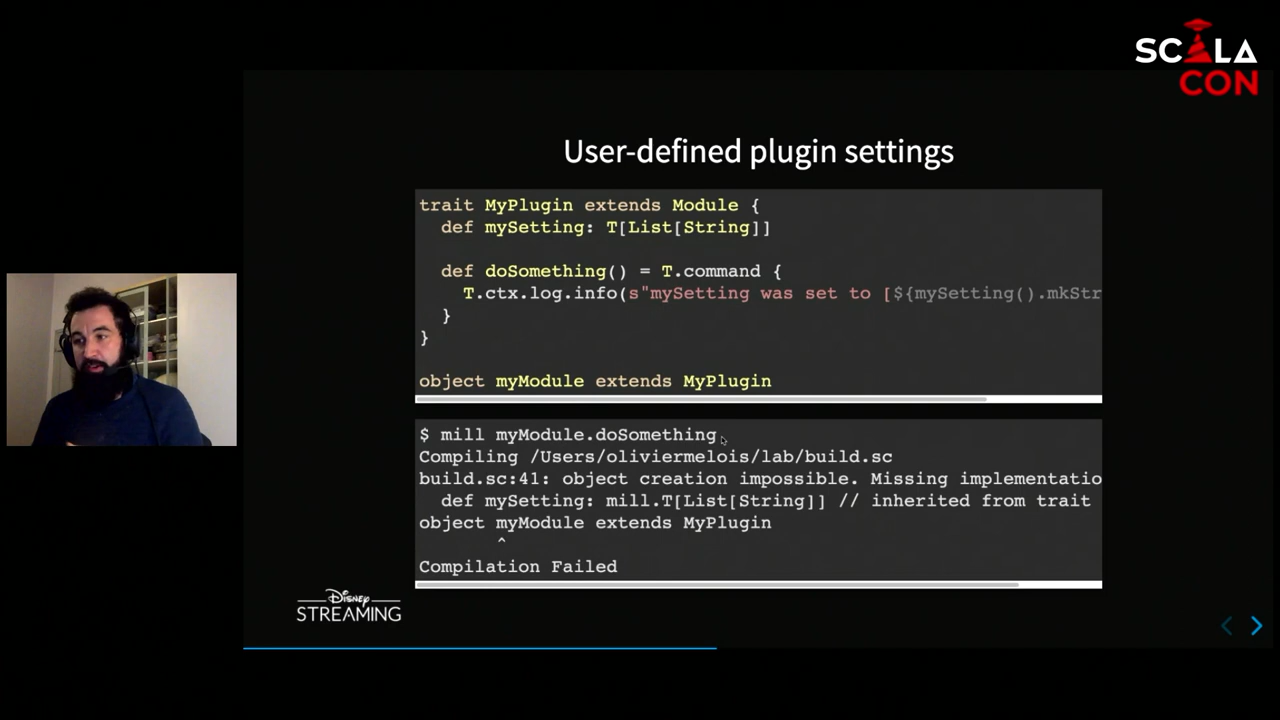 SCALA
CON
User-defined plugin settings
trait MyPlugin extends Module {
def mySetting: T[List[String]]
def doSomething() = T.command {
T.ctx.log.info(s"mySetting was set to [${mySetting().mkStr
}
}
object myModule extends MyPlugin
$ mill myModule.doSomething
Compiling /Users/oliviermelois/lab/build.sc
build.sc:41: object creation impossible. Missing implementatio
def mySetting: mill.T[List[String]] // inherited from trait
object myModule extends MyPlugin
^
Compilation Failed
Disney
STREAMING